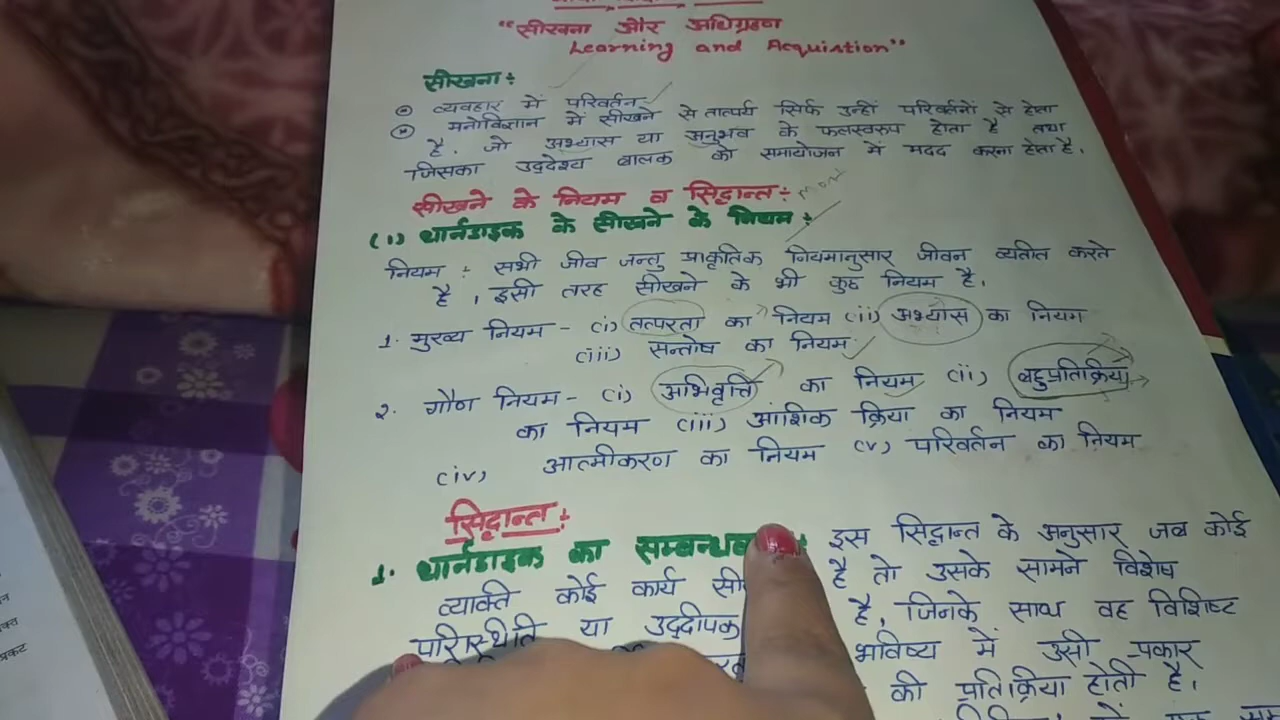 "सीखना और अधिग्रहण
Learning and Acquistion"
सीखना ÷
व्यवहार में परिवर्तन
मनोविज्ञान में सीखने से तात्पर्य सिर्फ उन्हीं परिवर्तनों से होता
है, जो अभ्यास या अनुभव के फलस्वरुप होता है तथा
जिसका उद्देश्य बालक को समायोजन में मदद करना होता है.
सीखने के नियम व सिद्वान्त ÷
(1) थार्नडाइक के सीखने के नियम ÷
नियम ÷ सभी जीव जन्तु प्राकृतिक नियमानुसार जीवन व्यतीत करते
है, इसी तरह सीखने के भी कुछ नियम है.
1. मुख्य नियम - (i) तत्परता का नियम (ii) अभ्यास का नियम
(iii) सन्तोष का नियम
2. गौण नियम - (i) अभिवृत्ति का नियम (ii) बहुप्रतिक्रिया
का नियम (iii) आंशिक क्रिया का नियम
(iv) आत्मीकरण का नियम (v) परिवर्तन का नियम
सिद्वान्त ÷
1. थार्नडाइक का इस सिद्वान्त के अनुसार जब कोई
व्यक्ति कोई कार्य है तो उसके सामने विशेष
परिस्थिति या उद्दीपक है, जिनके साथ वह विशिष्ट
भविष्य में उसी प्रकार
की प्रतिक्रिया होती है.